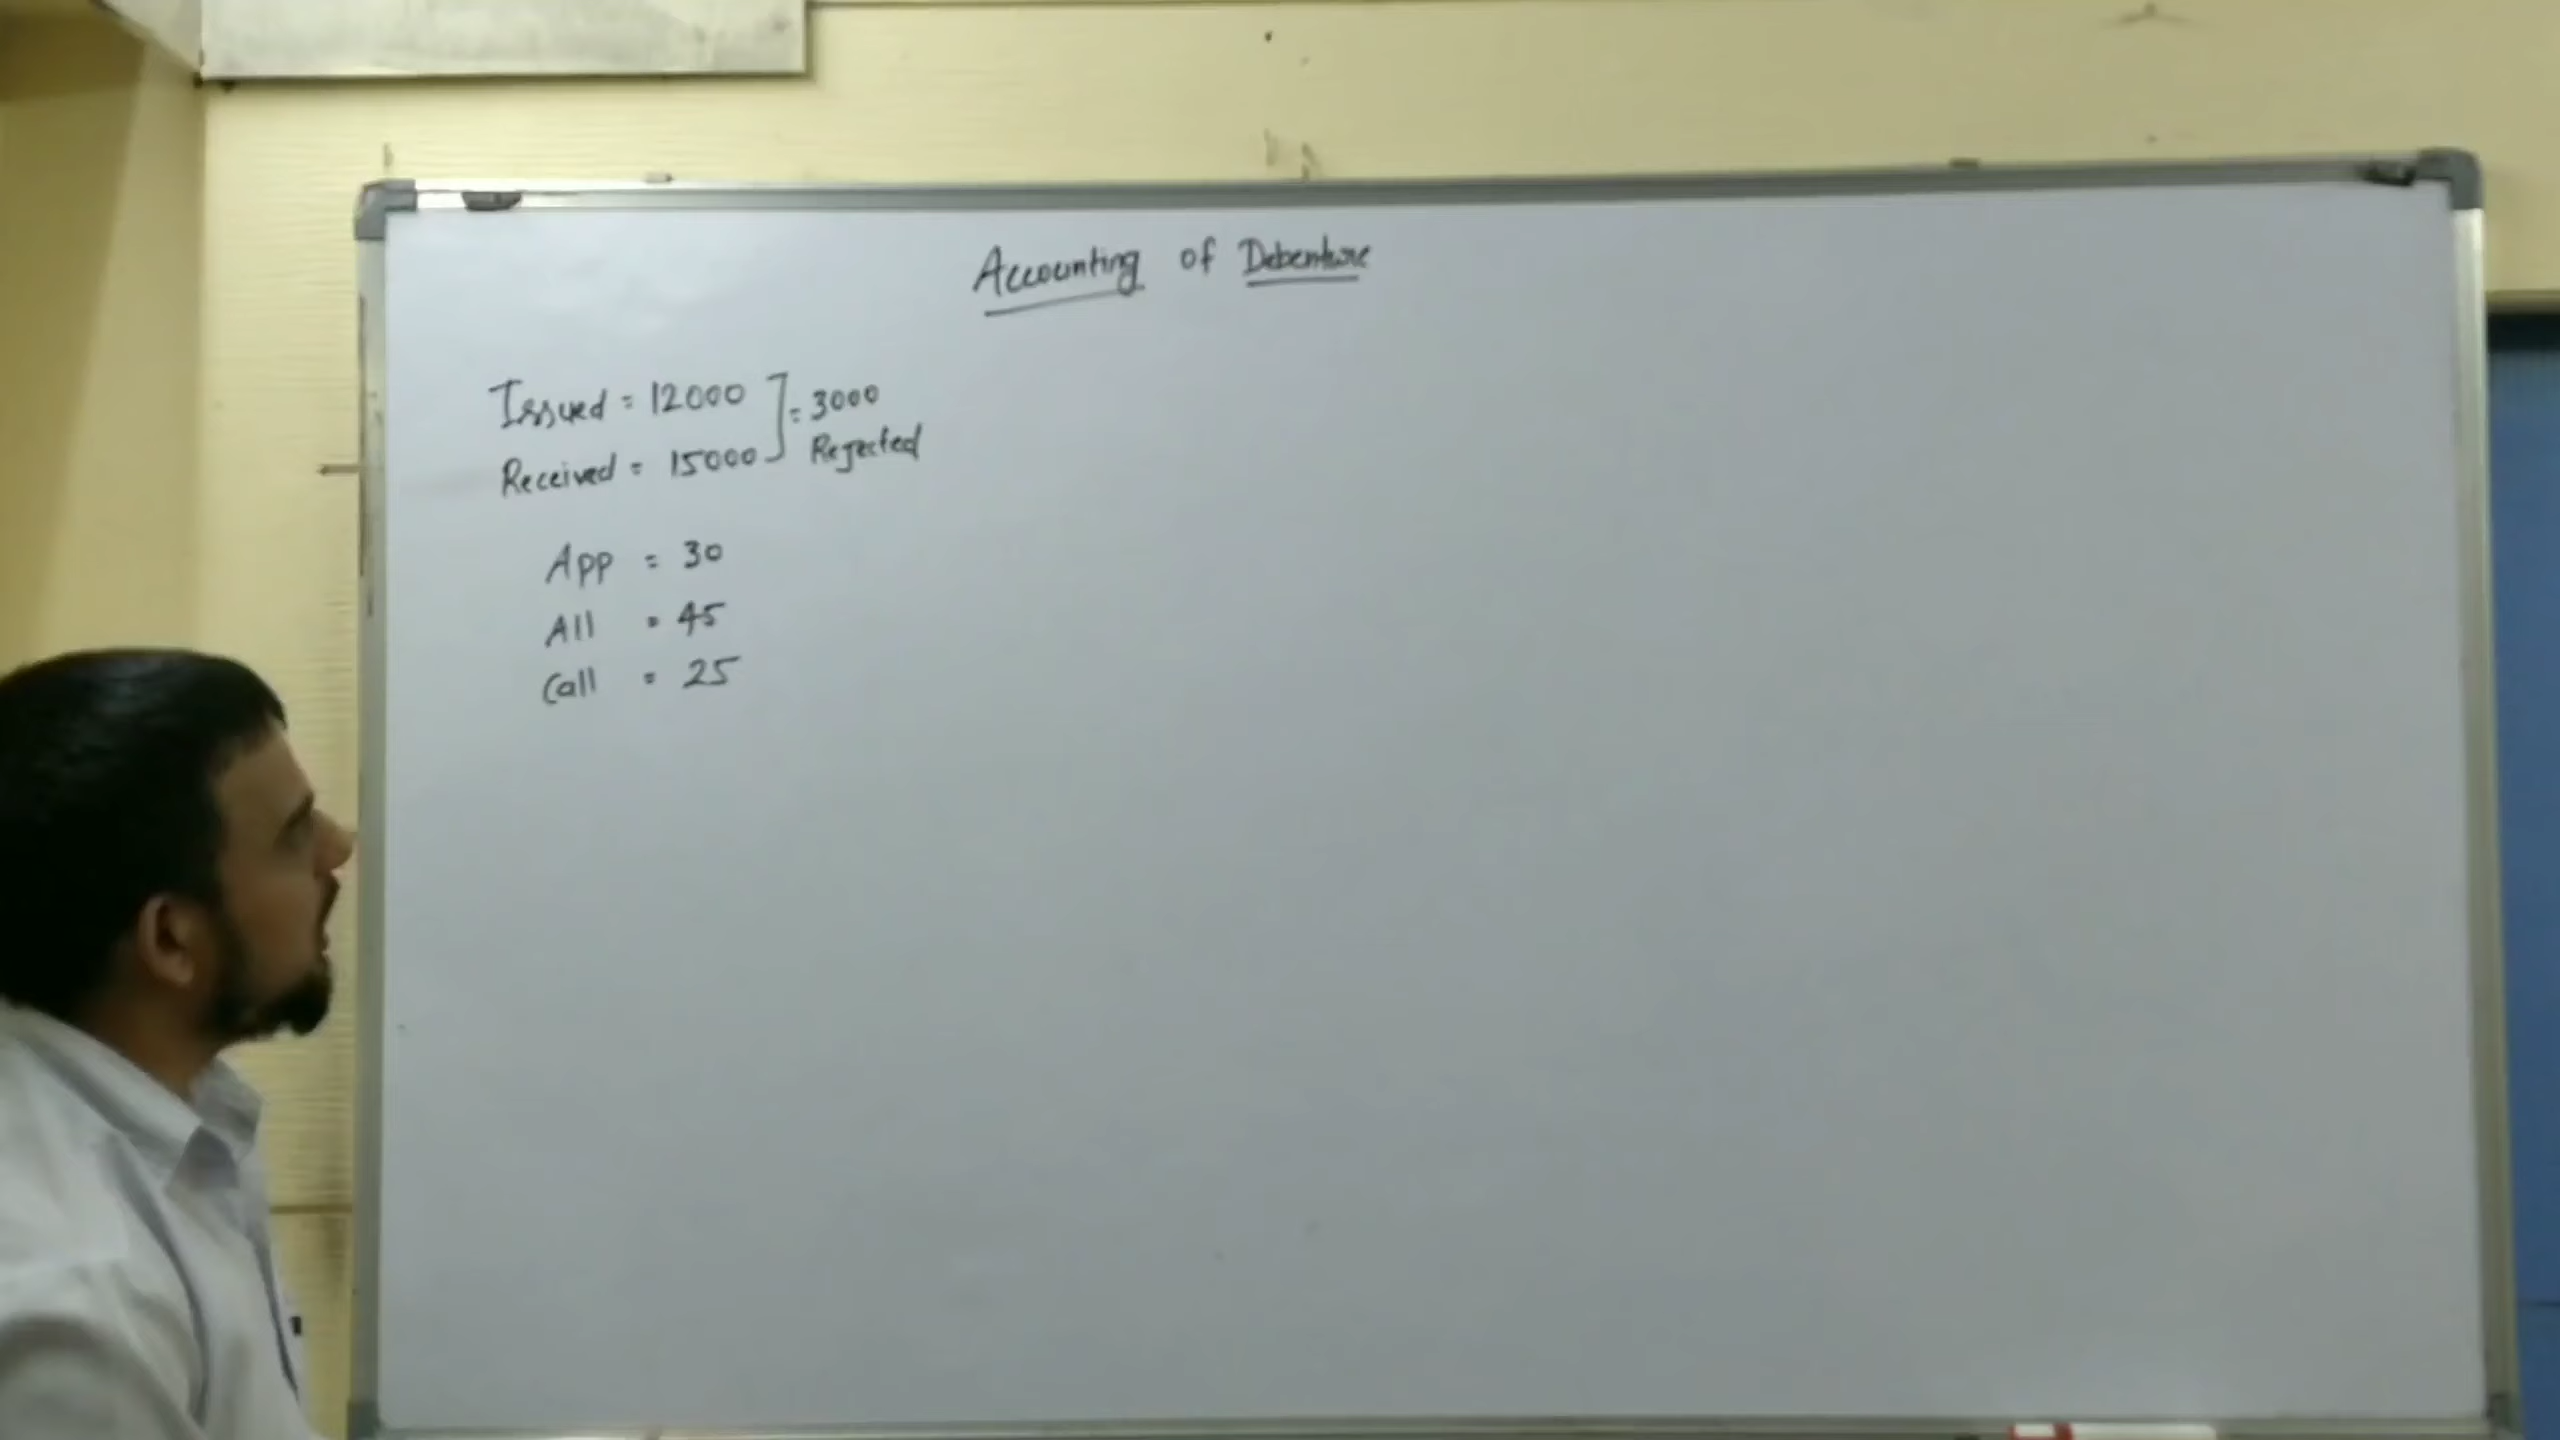 Accounting of Debenture
Issued = 12000 ] = 3000
Received = 15000 ] Rejected
App = 30
All = 45
Call = 25